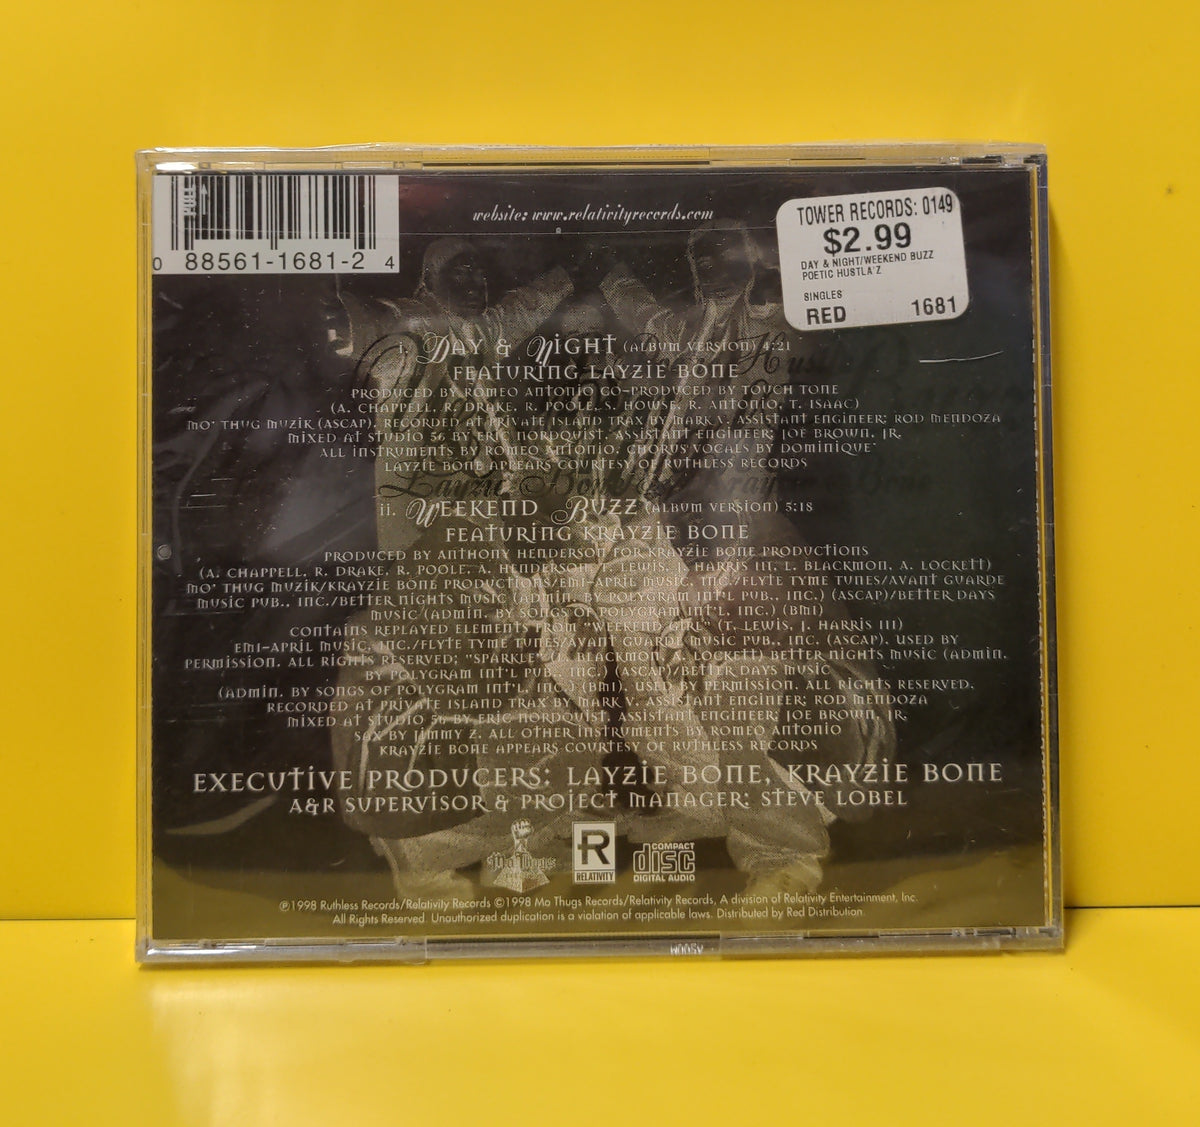 0 88561-1681-2 4
website: www.relativityrecords.com
TOWER RECORDS: 0149
$2.99
DAY & NIGHT/WEEKEND BUZZ
POETIC HUSTLA'Z
SINGLES
RED 1681
i. Day & Night (Album Version) 4:21
Featuring Layzie Bone
Produced by Romeo Antonio Co-Produced by Touch Tone
(A. Chappell, R. Drake, R. Poole, S. House, R. Antonio, T. Isaac)
Mo' Thug Muzik (ASCAP). Recorded at Private Island Trax by Mark V. Assistant Engineer: Rod Mendoza
Mixed at Studio 56 by Eric Nordquist. Assistant Engineer: Joe Brown, Jr.
All Instruments by Romeo Antonio. Chorus Vocals by Dominique
Layzie Bone appears courtesy of Ruthless Records
ii. Weekend Buzz (Album Version) 5:18
Featuring Krayzie Bone
Produced by Anthony Henderson for Krayzie Bone Productions
(A. Chappell, R. Drake, R. Poole, A. Henderson, T. Lewis, J. Harris III, L. Blackmon, A. Lockett)
Mo' Thug Muzik/Krayzie Bone Productions/EMI-April Music, Inc./Flyte Tyme Tunes/Avant Guarde
Music Pub., Inc./Better Nights Music (Admin. by Polygram Int'l Pub., Inc.) (ASCAP)/Better Days
Music (Admin. by Songs of Polygram Int'l, Inc.) (BMI)
Contains replayed elements from "Weekend Girl" (T. Lewis, J. Harris III)
EMI-April Music, Inc./Flyte Tyme Tunes/Avant Guarde Music Pub., Inc. (ASCAP). Used by
permission. All rights reserved; "Sparkle" (L. Blackmon, A. Lockett) Better Nights Music (Admin.
by Polygram Int'l Pub., Inc.) (ASCAP)/Better Days Music
(Admin. by Songs of Polygram Int'l, Inc.) (BMI). Used by permission. All rights reserved.
Recorded at Private Island Trax by Mark V. Assistant Engineer: Rod Mendoza
Mixed at Studio 56 by Eric Nordquist. Assistant Engineer: Joe Brown, Jr.
Sax by Jimmy Z. All other instruments by Romeo Antonio
Krayzie Bone appears courtesy of Ruthless Records
Executive Producers: Layzie Bone, Krayzie Bone
A&R Supervisor & Project Manager: Steve Lobel
Mo Thugs
R
RELATIVITY
COMPACT
disc
DIGITAL AUDIO
℗1998 Ruthless Records/Relativity Records ©1998 Mo Thugs Records/Relativity Records, A division of Relativity Entertainment, Inc.
All Rights Reserved. Unauthorized duplication is a violation of applicable laws. Distributed by Red Distribution.